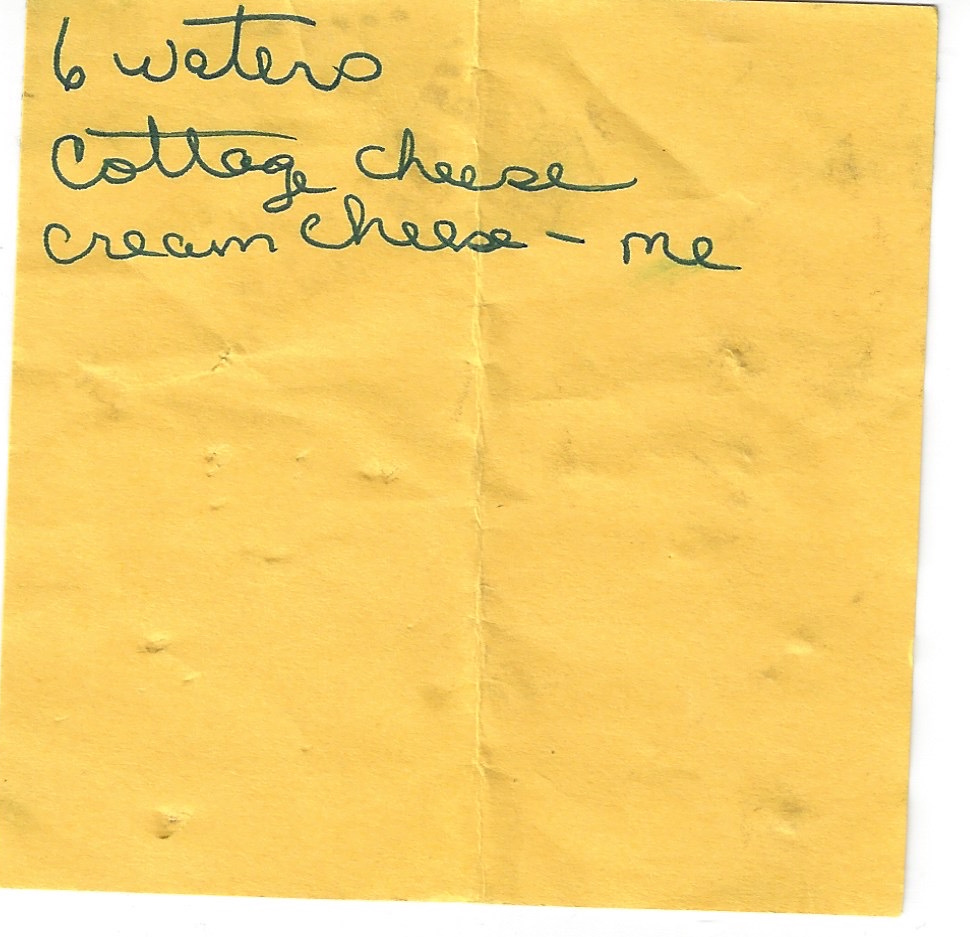 6 waters
Cottage cheese
cream cheese - me